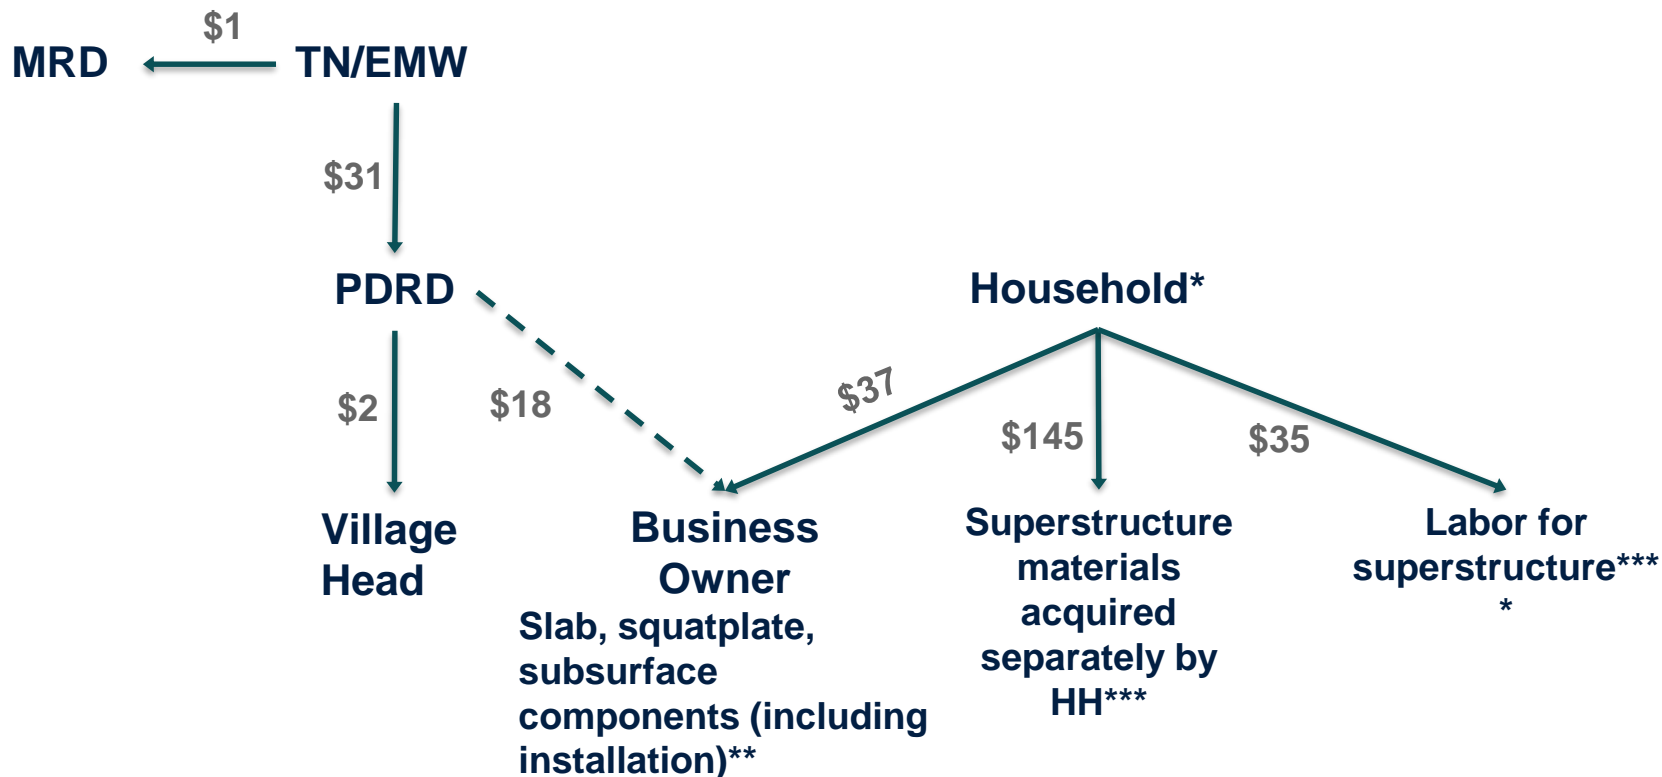 $1
MRD
TN/EMW
$31
PDRD
Household*
$2
$18
$37
$145
$35
Village
Head
Business
Owner
Slab, squatplate,
subsurface
components (including
installation)**
Superstructure
materials
acquired
separately by
HH***
Labor for
superstructure***
*